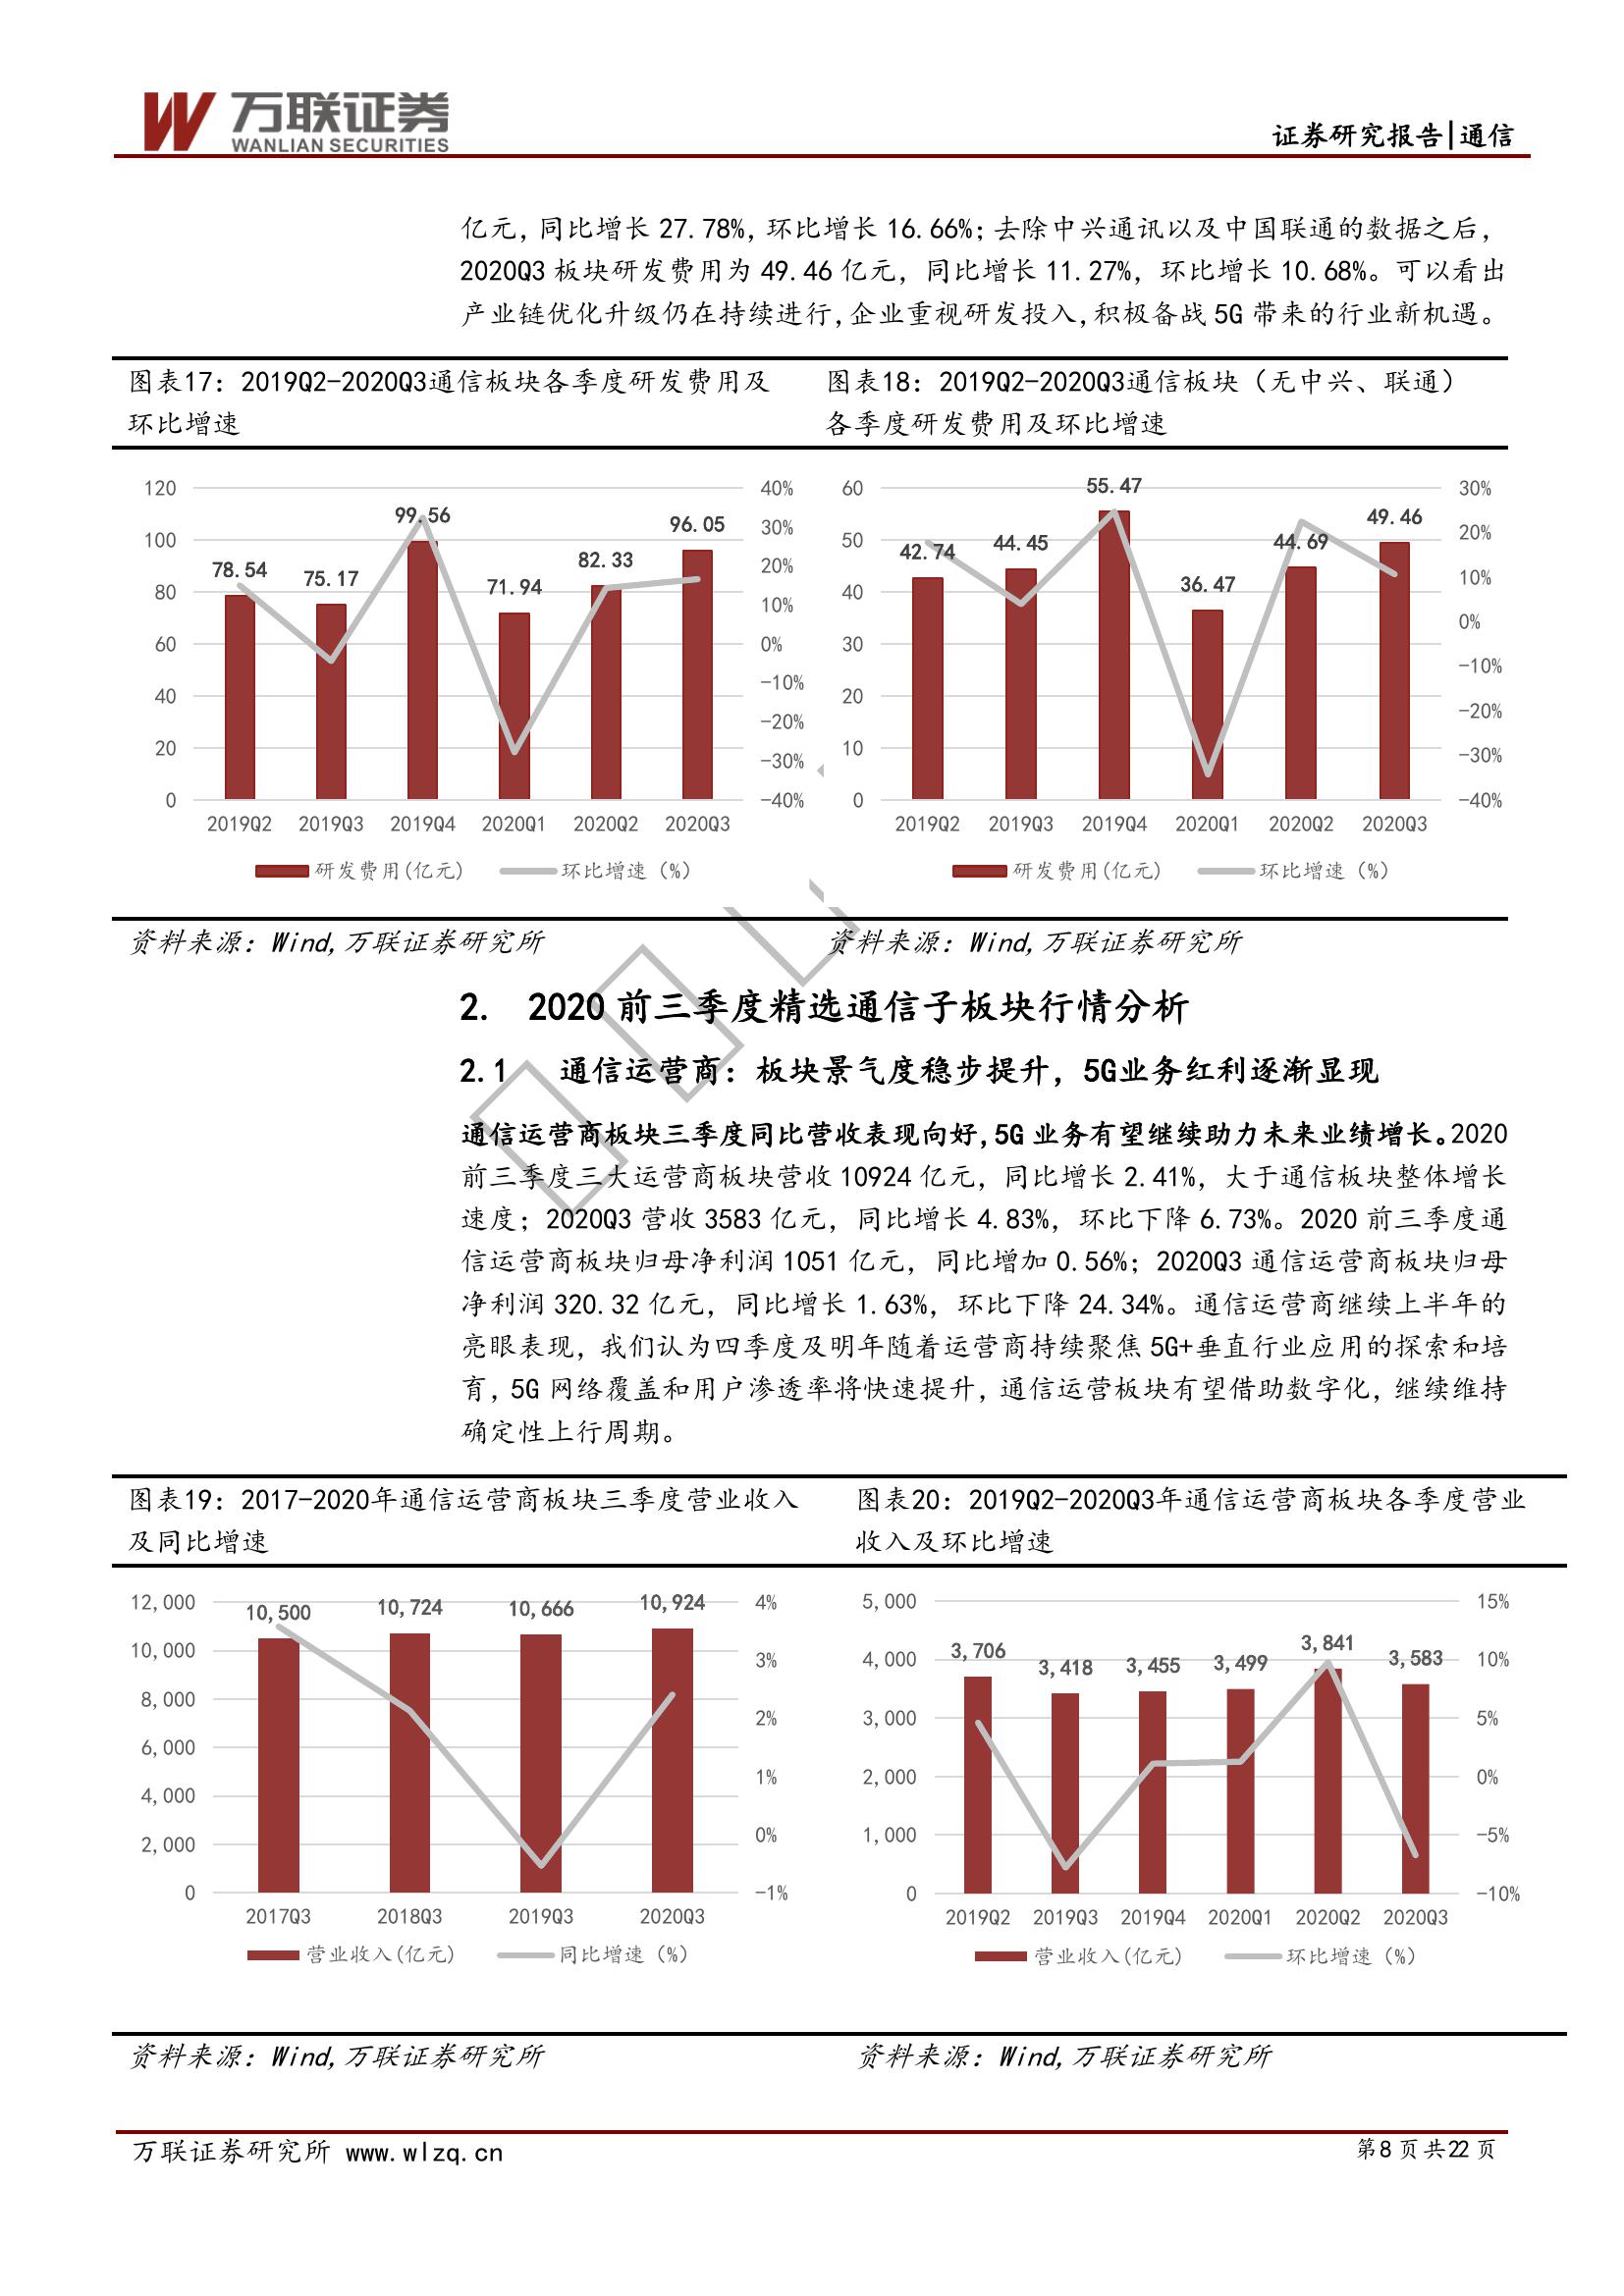 万联证券
WANLIAN SECURITIES
证券研究报告|通信
亿元,同比增长 27.78%,环比增长 16.66%;去除中兴通讯以及中国联通的数据之后,
2020Q3 板块研发费用为 49.46 亿元,同比增长 11.27%,环比增长 10.68%。可以看出
产业链优化升级仍在持续进行,企业重视研发投入,积极备战 5G 带来的行业新机遇。
图表17:2019Q2-2020Q3通信板块各季度研发费用及
环比增速
图表18:2019Q2-2020Q3通信板块(无中兴、联通)
各季度研发费用及环比增速
120
100
80
60
40
20
0
78.54
75.17
99.56
71.94
82.33
96.05
40%
30%
20%
10%
0%
-10%
-20%
-30%
-40%
2019Q2 2019Q3 2019Q4 2020Q1 2020Q2 2020Q3
研发费用(亿元) 环比增速(%)
60
50
40
30
20
10
0
42.74
44.45
55.47
36.47
44.69
49.46
30%
20%
10%
0%
-10%
-20%
-30%
-40%
2019Q2 2019Q3 2019Q4 2020Q1 2020Q2 2020Q3
研发费用(亿元) 环比增速(%)
资料来源:Wind,万联证券研究所
资料来源:Wind,万联证券研究所
2. 2020 前三季度精选通信子板块行情分析
2.1 通信运营商:板块景气度稳步提升,5G业务红利逐渐显现
通信运营商板块三季度同比营收表现向好,5G 业务有望继续助力未来业绩增长。2020
前三季度三大运营商板块营收 10924 亿元,同比增长 2.41%,大于通信板块整体增长
速度;2020Q3 营收 3583 亿元,同比增长 4.83%,环比下降 6.73%。2020 前三季度通
信运营商板块归母净利润 1051 亿元,同比增加 0.56%;2020Q3 通信运营商板块归母
净利润 320.32 亿元,同比增长 1.63%,环比下降 24.34%。通信运营商继续上半年的
亮眼表现,我们认为四季度及明年随着运营商持续聚焦 5G+垂直行业应用的探索和培
育,5G 网络覆盖和用户渗透率将快速提升,通信运营板块有望借助数字化,继续维持
确定性上行周期。
图表19:2017-2020年通信运营商板块三季度营业收入
及同比增速
图表20:2019Q2-2020Q3年通信运营商板块各季度营业
收入及环比增速
12,000
10,000
8,000
6,000
4,000
2,000
0
10,500
10,724
10,666
10,924
4%
3%
2%
1%
0%
-1%
2017Q3 2018Q3 2019Q3 2020Q3
营业收入(亿元) 同比增速(%)
5,000
4,000
3,000
2,000
1,000
0
3,706
3,418
3,455
3,499
3,841
3,583
15%
10%
5%
0%
-5%
-10%
2019Q2 2019Q3 2019Q4 2020Q1 2020Q2 2020Q3
营业收入(亿元) 环比增速(%)
资料来源:Wind,万联证券研究所
资料来源:Wind,万联证券研究所
万联证券研究所 www.wlzq.cn
第8 页共22 页